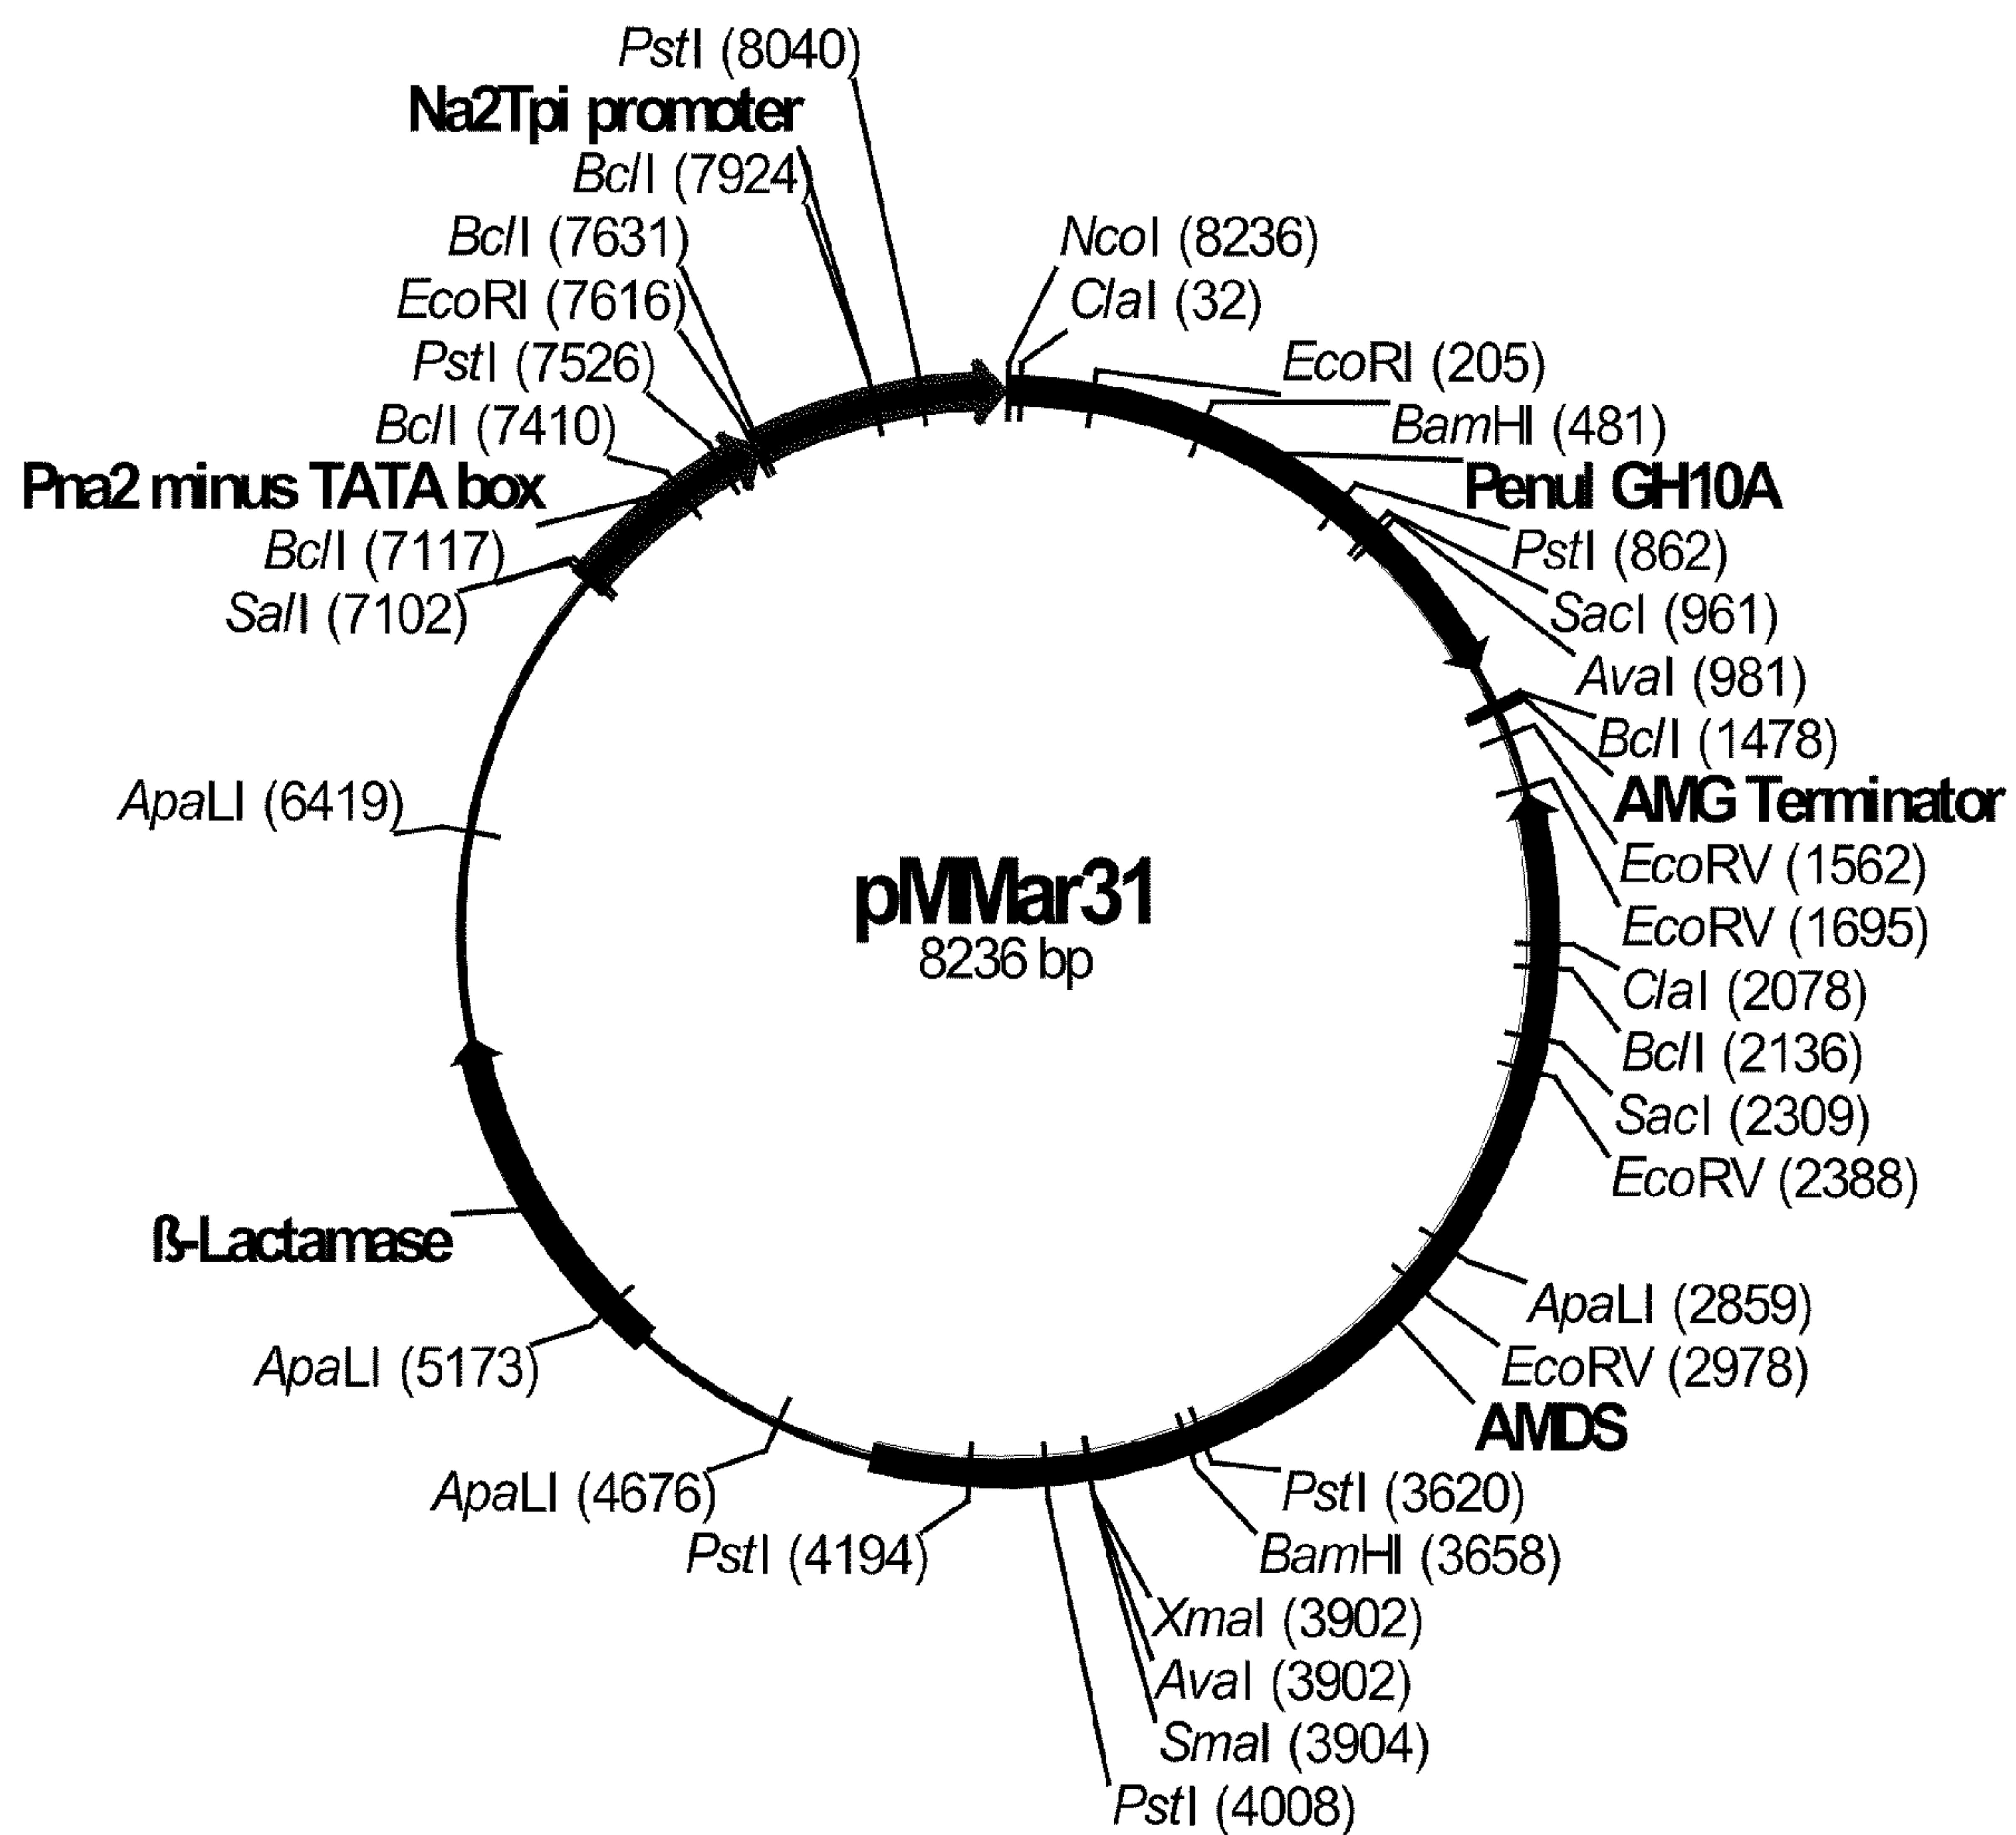 PstI (8040)
Na2Tpi promoter
BclI (7924)
BclI (7631)
EcoRI (7616)
PstI (7526)
BclI (7410)
Pna2 minus TATA box
BclI (7117)
SalI (7102)
ApaLI (6419)
ß-Lactamase
ApaLI (5173)
ApaLI (4676)
PstI (4194)
NcoI (8236)
ClaI (32)
EcoRI (205)
BamHI (481)
Penul GH10A
PstI (862)
SacI (961)
AvaI (981)
BclI (1478)
AMG Terminator
EcoRV (1562)
EcoRV (1695)
ClaI (2078)
BclI (2136)
SacI (2309)
EcoRV (2388)
ApaLI (2859)
EcoRV (2978)
AMDS
PstI (3620)
BamHI (3658)
XmaI (3902)
AvaI (3902)
SmaI (3904)
PstI (4008)
pMMar31
8236 bp